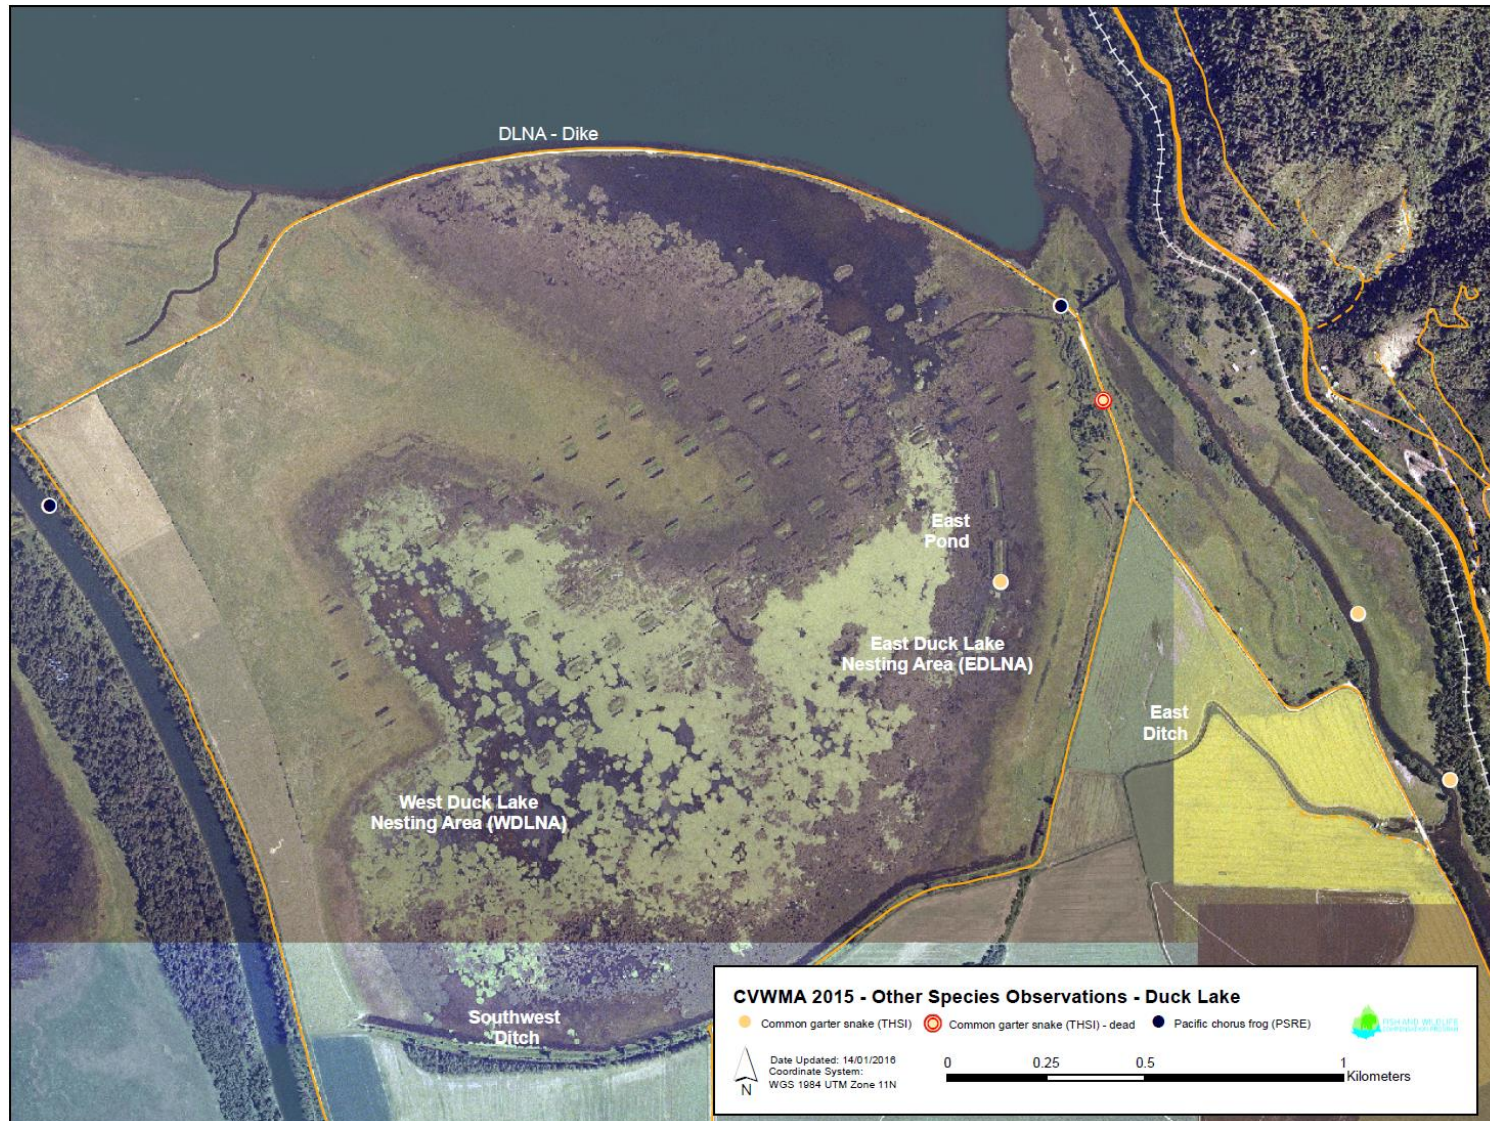 DLNA - Dike
East
Pond
East Duck Lake
Nesting Area (EDLNA)
East
Ditch
West Duck Lake
Nesting Area (WDLNA)
Southwest
Ditch
CVWMA 2015 - Other Species Observations - Duck Lake
Common garter snake (THSI)
Common garter snake (THSI) - dead
Pacific chorus frog (PSRE)
FISH AND WILDLIFE
Date Updated: 14/01/2016
Coordinate System:
WGS 1984 UTM Zone 11N
N
0 0.25 0.5 1
Kilometers